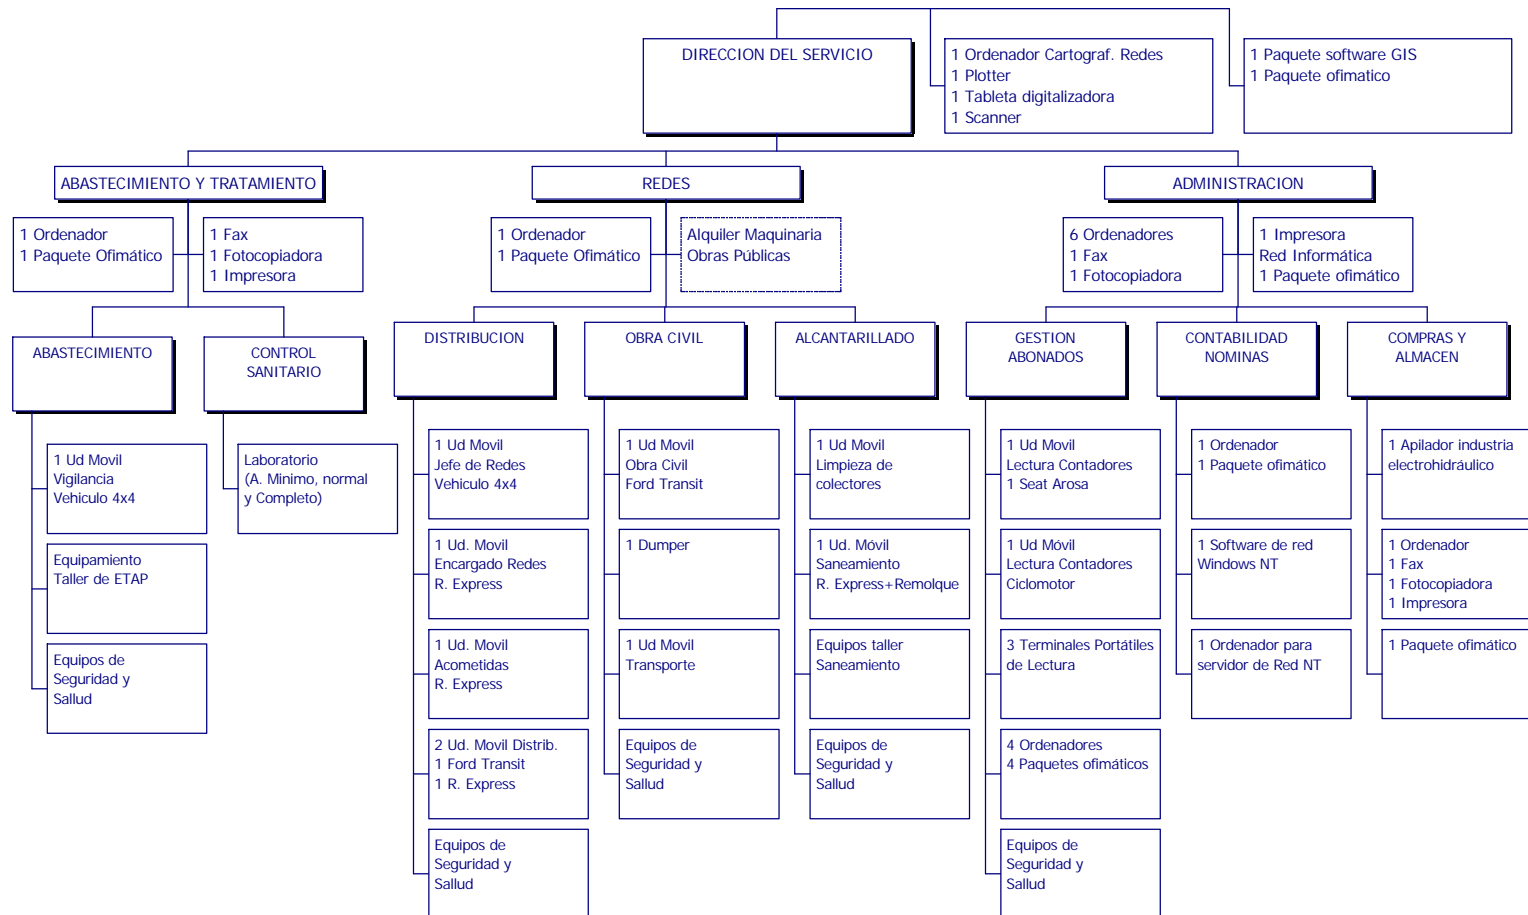 DIRECCION DEL SERVICIO
1 Ordenador Cartograf. Redes
1 Plotter
1 Tableta digitalizadora
1 Scanner
1 Paquete software GIS
1 Paquete ofimatico
ABASTECIMIENTO Y TRATAMIENTO
REDES
ADMINISTRACION
1 Ordenador
1 Paquete Ofimático
1 Fax
1 Fotocopiadora
1 Impresora
1 Ordenador
1 Paquete Ofimático
Alquiler Maquinaria
Obras Públicas
6 Ordenadores
1 Fax
1 Fotocopiadora
1 Impresora
Red Informática
1 Paquete ofimático
ABASTECIMIENTO
CONTROL
SANITARIO
DISTRIBUCION
OBRA CIVIL
ALCANTARILLADO
GESTION
ABONADOS
CONTABILIDAD
NOMINAS
COMPRAS Y
ALMACEN
1 Ud Movil
Vigilancia
Vehiculo 4x4
Equipamiento
Taller de ETAP
Equipos de
Seguridad y
Sallud
Laboratorio
(A. Minimo, normal
y Completo)
1 Ud Movil
Jefe de Redes
Vehiculo 4x4
1 Ud. Movil
Encargado Redes
R. Express
1 Ud. Movil
Acometidas
R. Express
2 Ud. Movil Distrib.
1 Ford Transit
1 R. Express
Equipos de
Seguridad y
Sallud
1 Ud Movil
Obra Civil
Ford Transit
1 Dumper
1 Ud Movil
Transporte
Equipos de
Seguridad y
Sallud
1 Ud Movil
Limpieza de
colectores
1 Ud. Móvil
Saneamiento
R. Express+Remolque
Equipos taller
Saneamiento
Equipos de
Seguridad y
Sallud
1 Ud Movil
Lectura Contadores
1 Seat Arosa
1 Ud Móvil
Lectura Contadores
Ciclomotor
3 Terminales Portátiles
de Lectura
4 Ordenadores
4 Paquetes ofimáticos
Equipos de
Seguridad y
Sallud
1 Ordenador
1 Paquete ofimático
1 Software de red
Windows NT
1 Ordenador para
servidor de Red NT
1 Apilador industria
electrohidráulico
1 Ordenador
1 Fax
1 Fotocopiadora
1 Impresora
1 Paquete ofimático